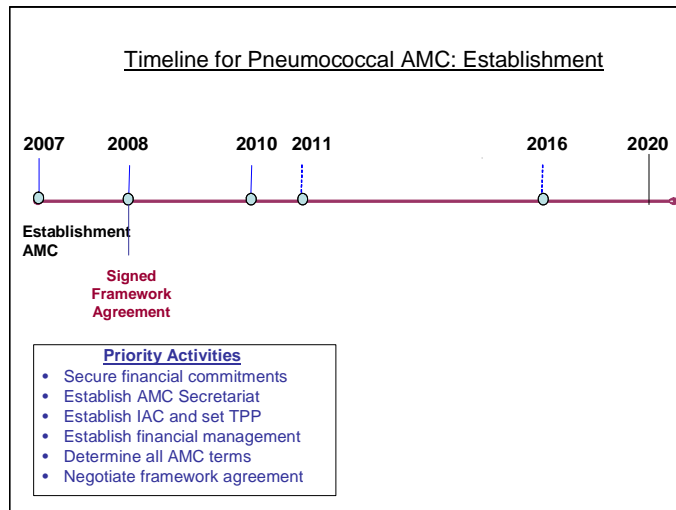 Timeline for Pneumococcal AMC: Establishment
2007 2008 2010 2011 2016 2020
Establishment
AMC
Signed
Framework
Agreement
Priority Activities
• Secure financial commitments
• Establish AMC Secretariat
• Establish IAC and set TPP
• Establish financial management
• Determine all AMC terms
• Negotiate framework agreement